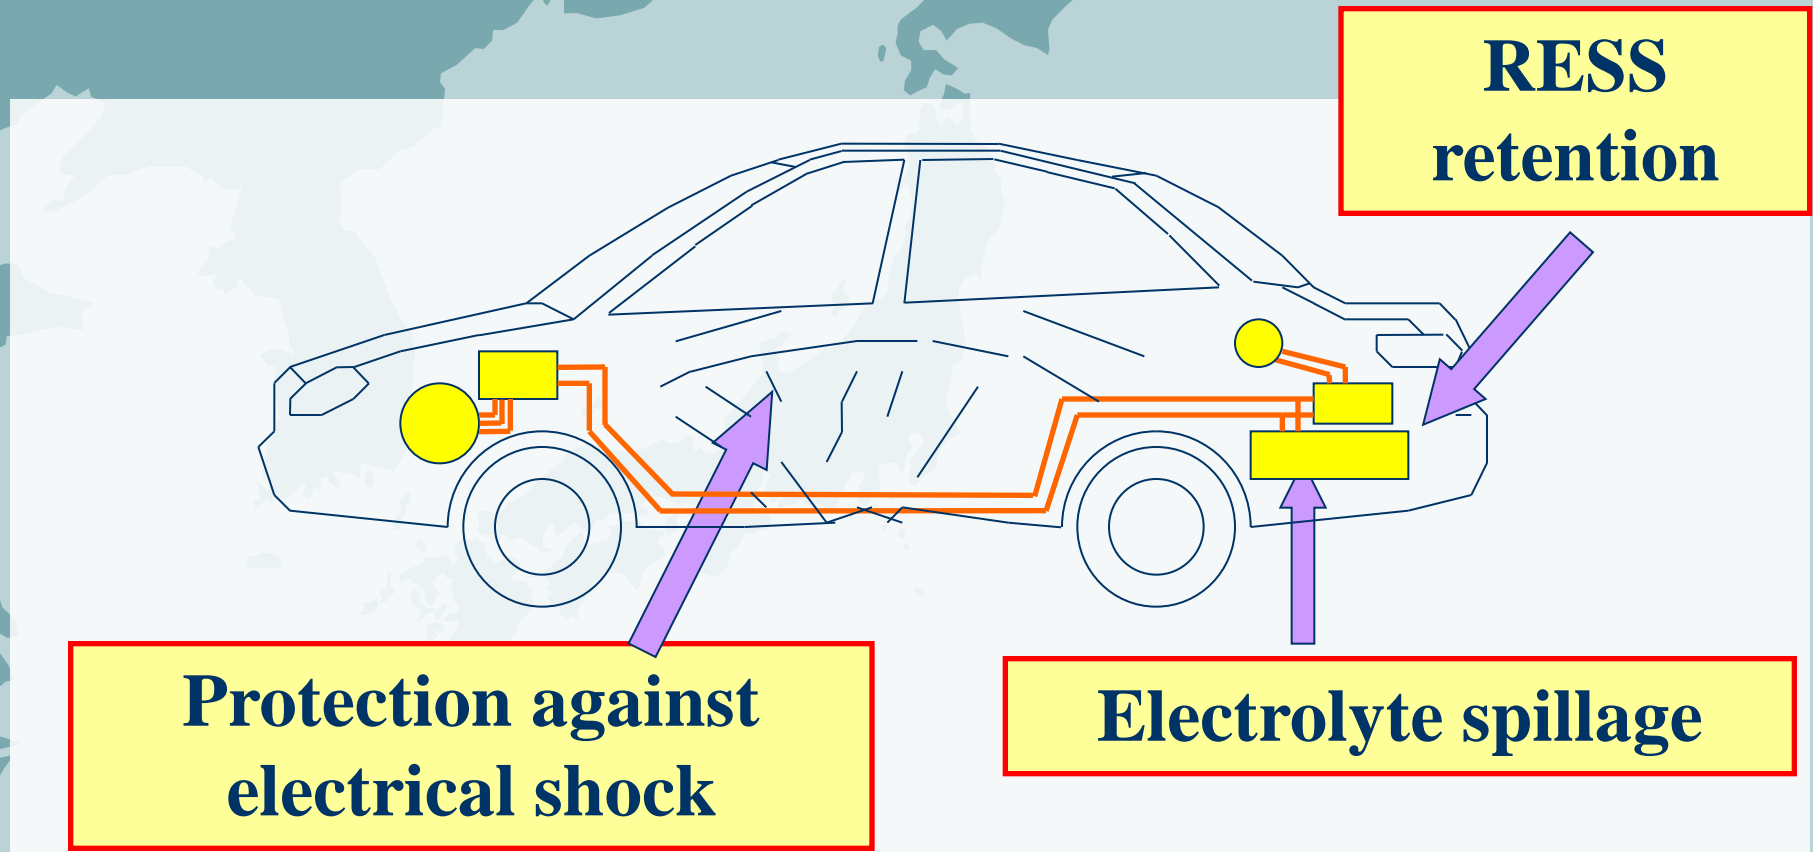 RESS
retention
Protection against
electrical shock
Electrolyte spillage